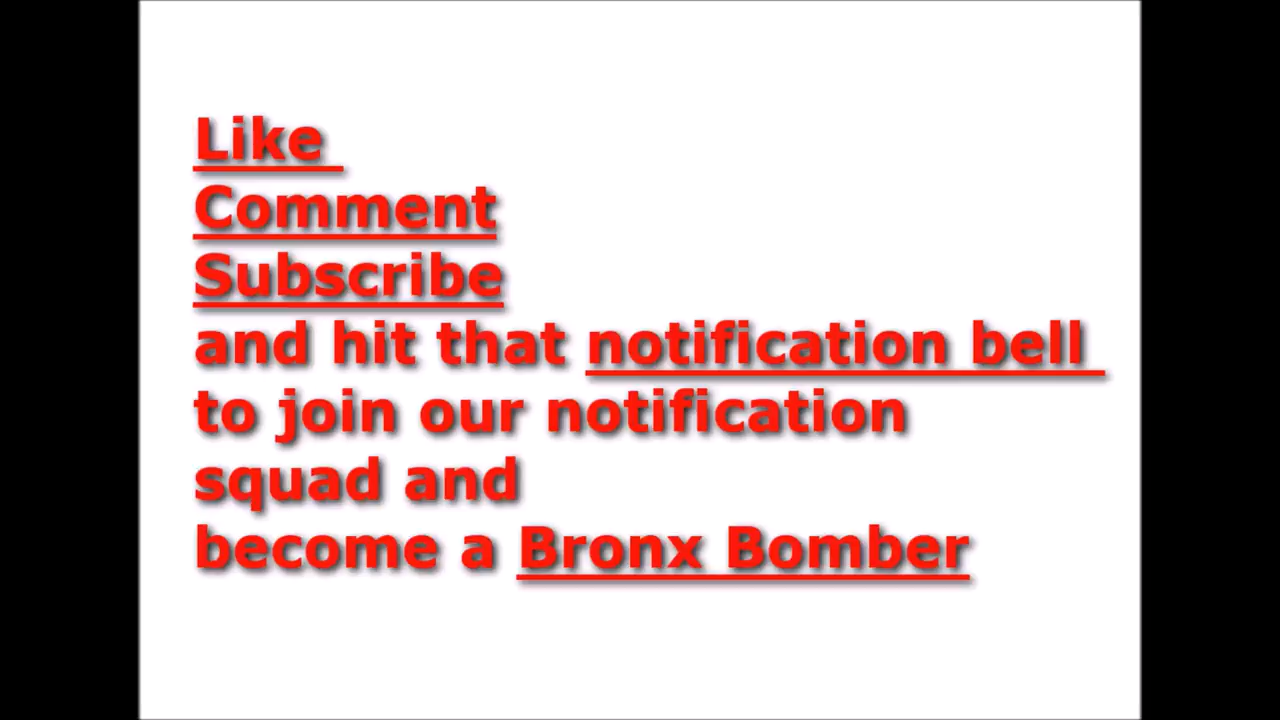 Like
Comment
Subscribe
and hit that notification bell
to join our notification
squad and
become a Bronx Bomber